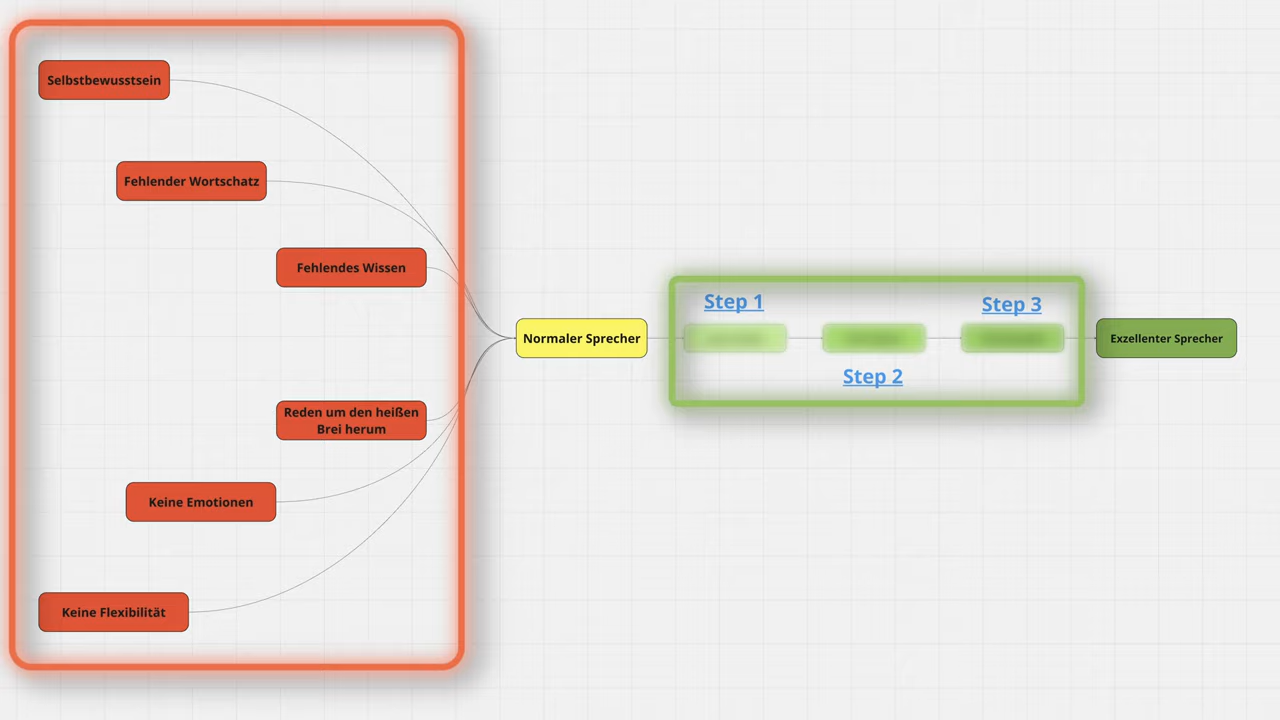 Selbstbewusstsein
Fehlender Wortschatz
Fehlendes Wissen
Reden um den heißen
Brei herum
Keine Emotionen
Keine Flexibilität
Normaler Sprecher
Step 1
Step 2
Step 3
Exzellenter Sprecher